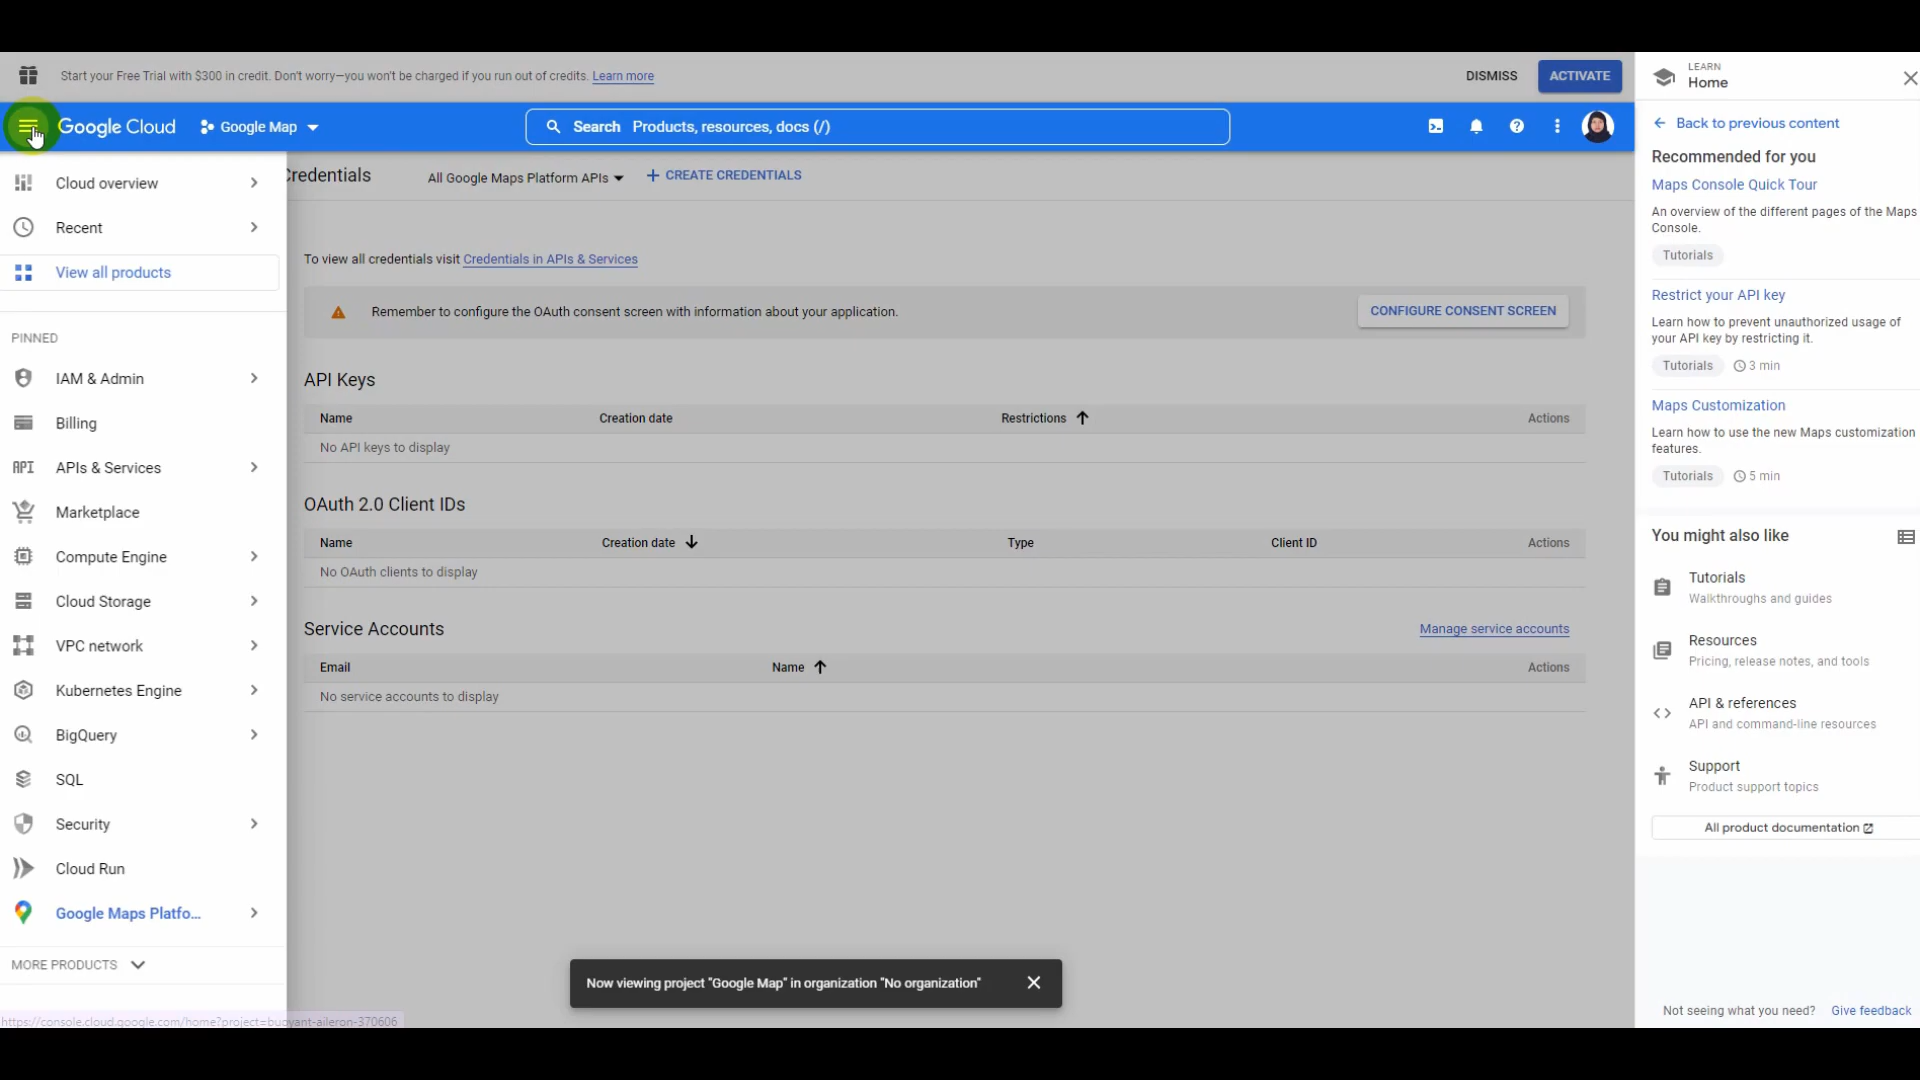 Start your Free Trial with $300 in credit. Don't worry—you won't be charged if you run out of credits. Learn more
DISMISS
ACTIVATE
Google Cloud
Google Map
Search Products, resources, docs (/)
Cloud overview
Recent
View all products
PINNED
IAM & Admin
Billing
API APIs & Services
Marketplace
Compute Engine
Cloud Storage
VPC network
Kubernetes Engine
BigQuery
SQL
Security
Cloud Run
Google Maps Platfo...
MORE PRODUCTS
https://console.cloud.google.com/home?project=buoyant-aileron-370606
Credentials
All Google Maps Platform APIs
+ CREATE CREDENTIALS
To view all credentials visit Credentials in APIs & Services
Remember to configure the OAuth consent screen with information about your application.
CONFIGURE CONSENT SCREEN
API Keys
Name Creation date Restrictions Actions
No API keys to display
OAuth 2.0 Client IDs
Name Creation date Type Client ID Actions
No OAuth clients to display
Service Accounts
Manage service accounts
Email Name Actions
No service accounts to display
Now viewing project "Google Map" in organization "No organization"
LEARN
Home
Back to previous content
Recommended for you
Maps Console Quick Tour
An overview of the different pages of the Maps
Console.
Tutorials
Restrict your API key
Learn how to prevent unauthorized usage of
your API key by restricting it.
Tutorials 3 min
Maps Customization
Learn how to use the new Maps customization
features.
Tutorials 5 min
You might also like
Tutorials
Walkthroughs and guides
Resources
Pricing, release notes, and tools
API & references
API and command-line resources
Support
Product support topics
All product documentation
Not seeing what you need? Give feedback